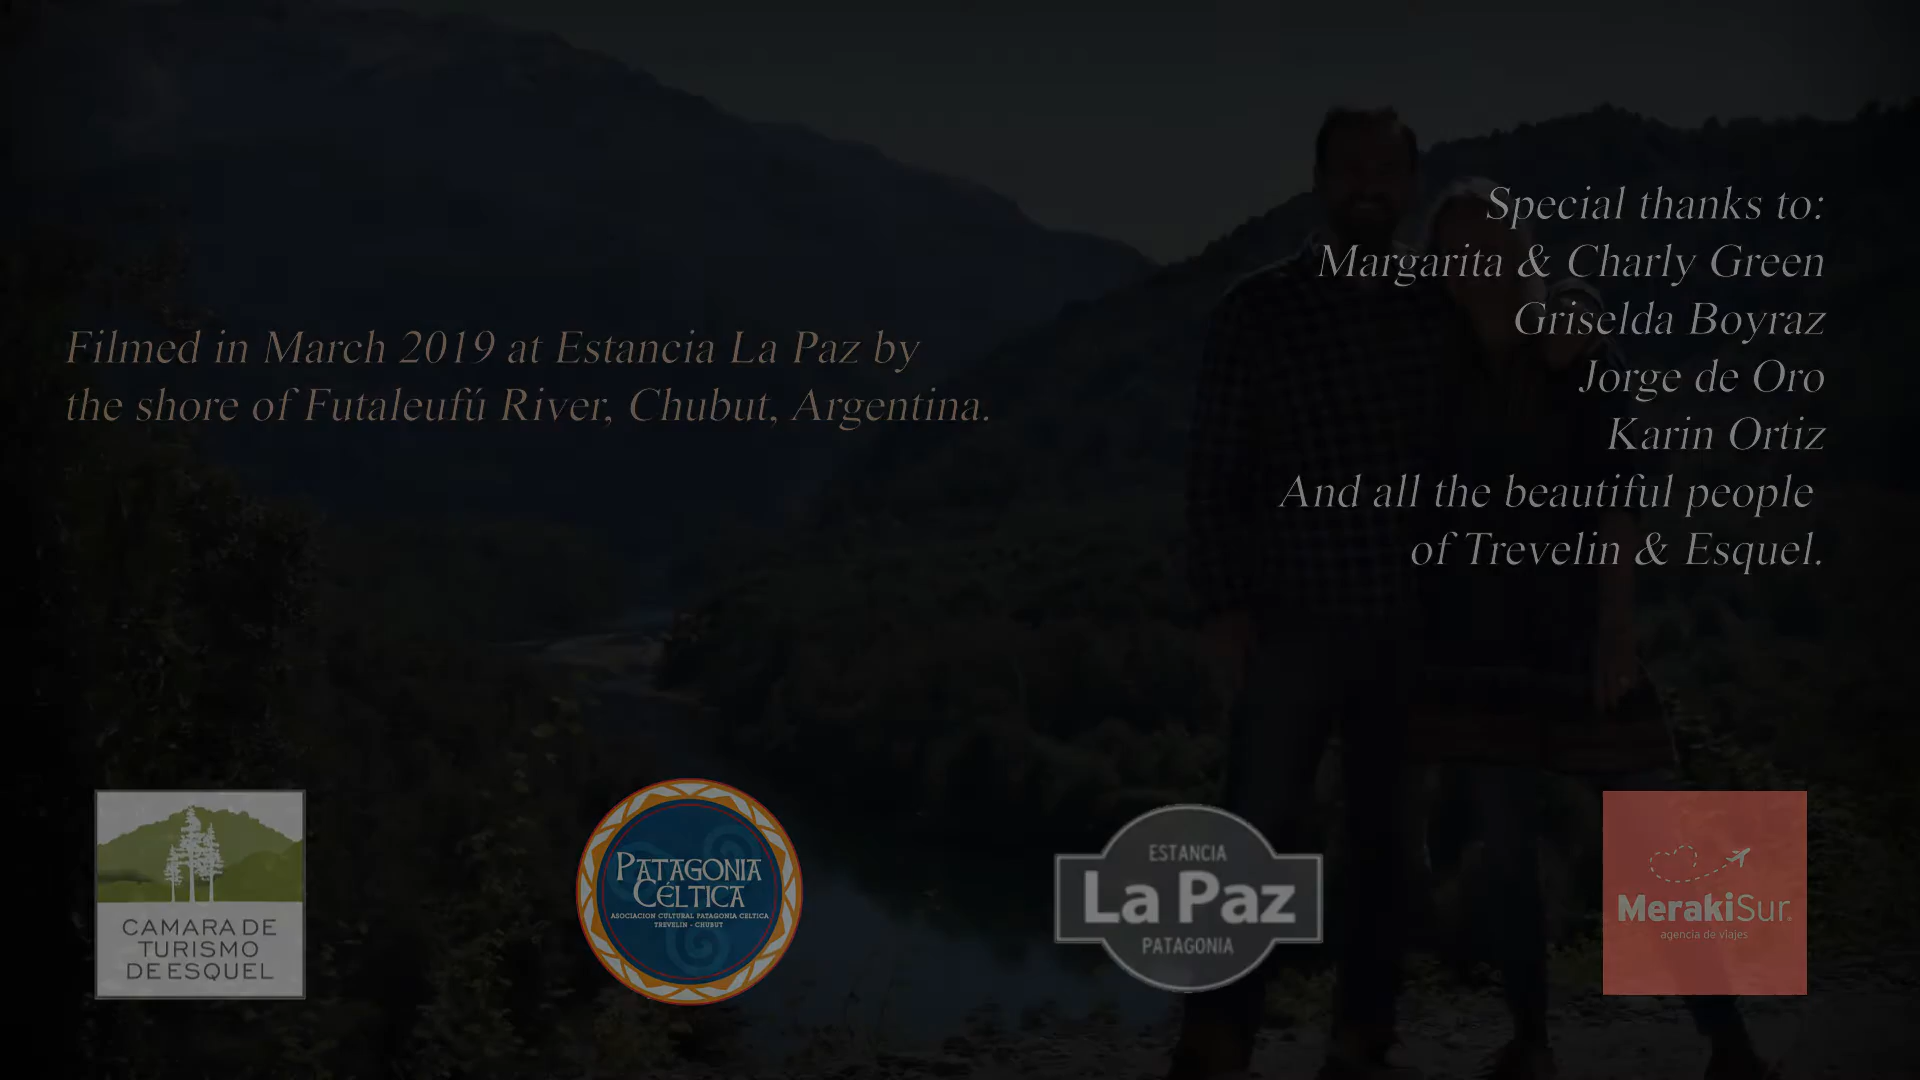 Filmed in March 2019 at Estancia La Paz by
the shore of Futaleufú River, Chubut, Argentina.
Special thanks to:
Margarita & Charly Green
Griselda Boyraz
Jorge de Oro
Karin Ortiz
And all the beautiful people
of Trevelin & Esquel.
CAMARA DE
TURISMO
DE ESQUEL
PATAGONIA
CÉLTICA
ASOCIACION CULTURAL PATAGONIA CELTICA
TREVELIN - CHUBUT
ESTANCIA
La Paz
PATAGONIA
MerakiSur.
agencia de viajes